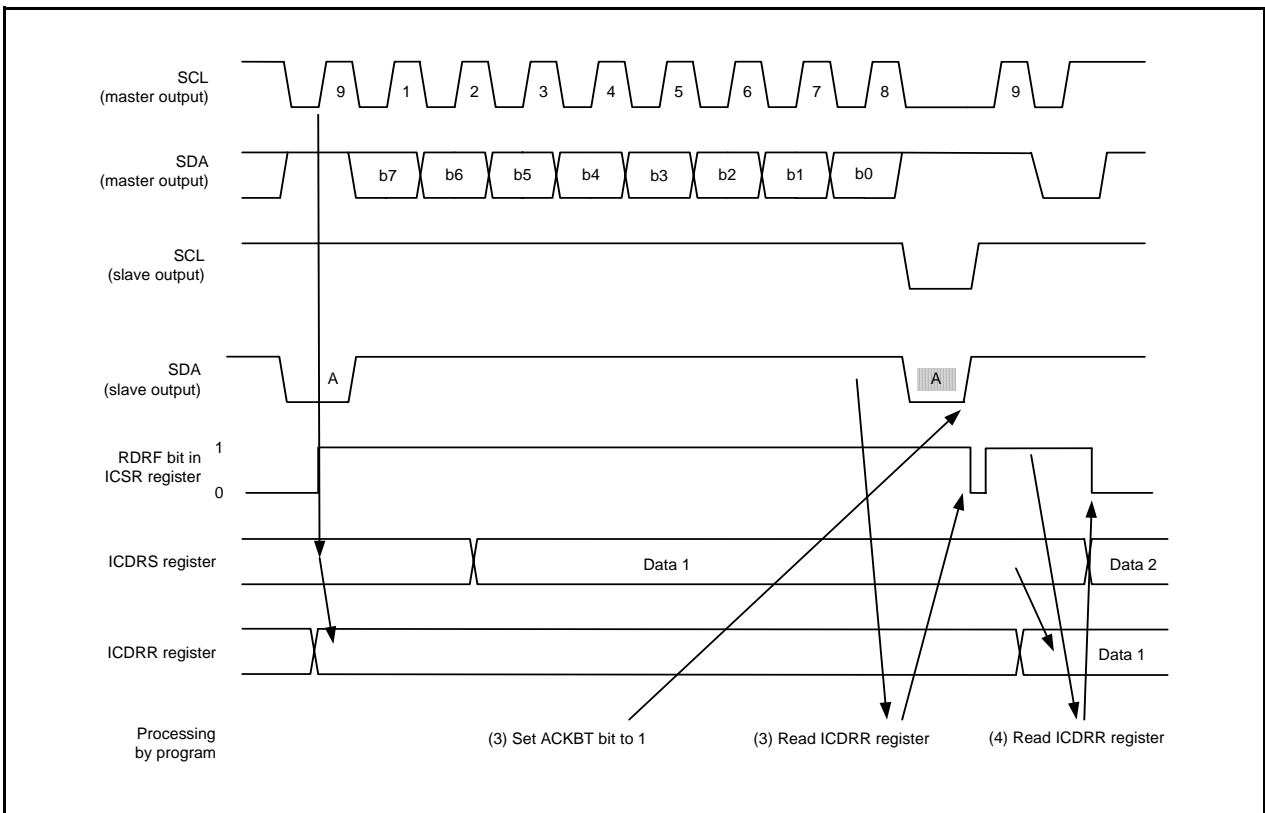 SCL
(master output)
9
1
2
3
4
5
6
7
8
9
SDA
(master output)
b7
b6
b5
b4
b3
b2
b1
b0
SCL
(slave output)
SDA
(slave output)
A
A
RDRF bit in
ICSR register
1
0
ICDRS register
Data 1
Data 2
ICDRR register
Data 1
Processing
by program
(3) Set ACKBT bit to 1
(3) Read ICDRR register
(4) Read ICDRR register